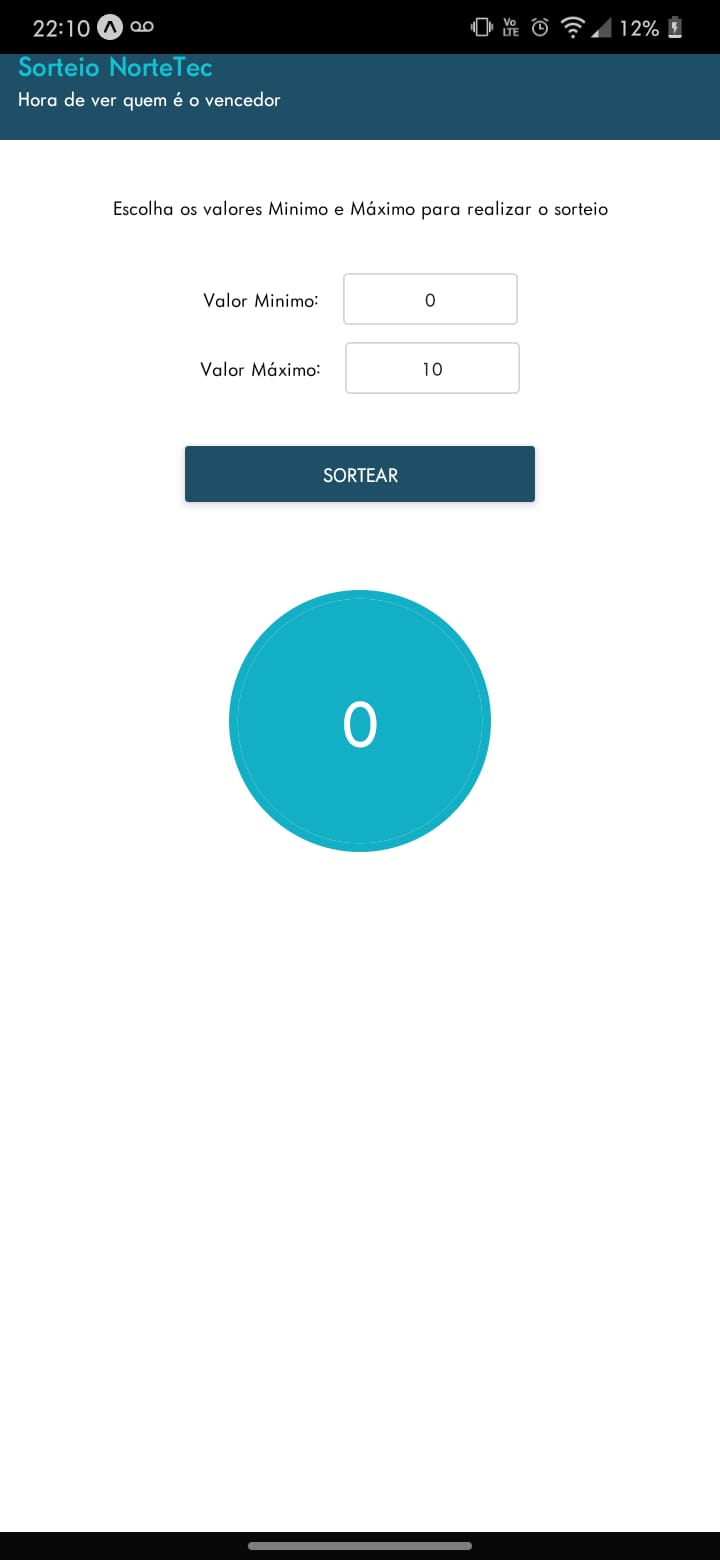 22:10
Vo
LTE
12%
Sorteio NorteTec
Hora de ver quem é o vencedor
Escolha os valores Minimo e Máximo para realizar o sorteio
Valor Minimo: 0
Valor Máximo: 10
SORTEAR
0